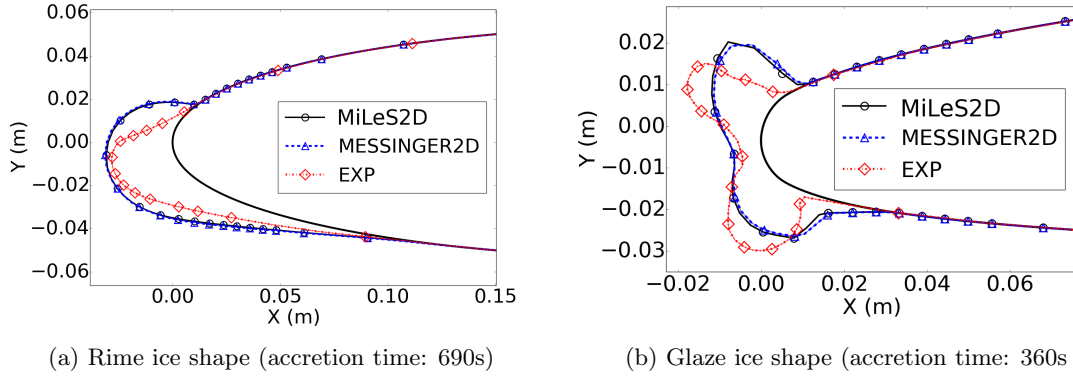 0.06
0.04
0.02
0.00
−0.02
−0.04
−0.06
Y (m)
MiLeS2D
MESSINGER2D
EXP
0.00 0.05 0.10 0.15
X (m)
(a) Rime ice shape (accretion time: 690s)
0.02
0.01
0.00
−0.01
−0.02
−0.03
Y (m)
MiLeS2D
MESSINGER2D
EXP
−0.02 0.00 0.02 0.04 0.06
X (m)
(b) Glaze ice shape (accretion time: 360s